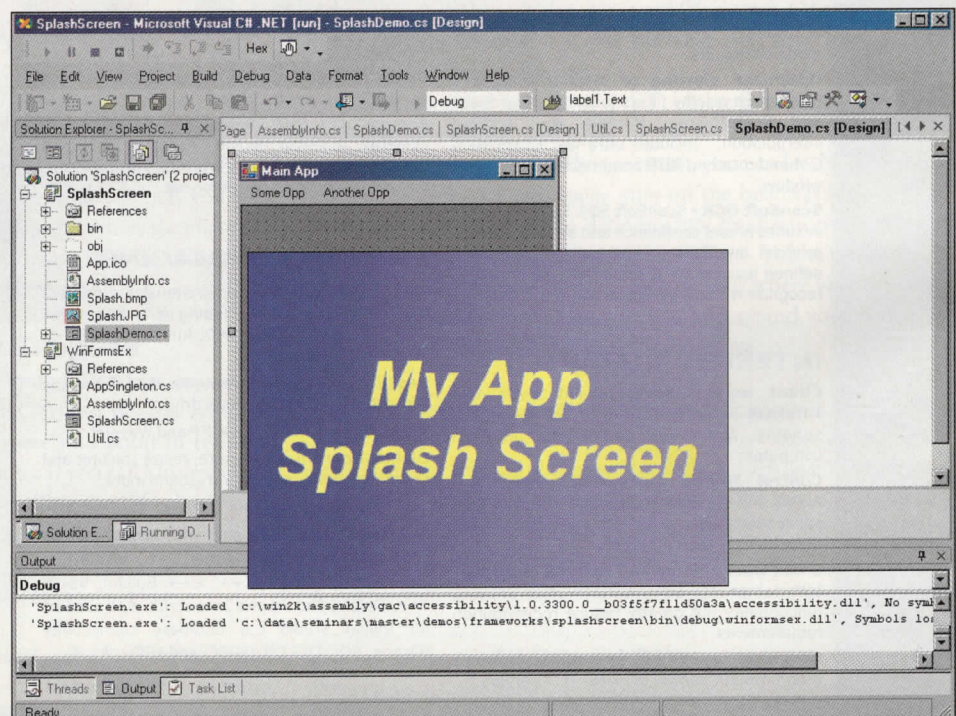 SplashScreen - Microsoft Visual C# .NET [run] - SplashDemo.cs [Design]
Hex
File Edit View Project Build Debug Data Format Tools Window Help
Debug label1.Text
Solution Explorer - SplashSc...
Page AssemblyInfo.cs SplashDemo.cs SplashScreen.cs [Design] Util.cs SplashScreen.cs SplashDemo.cs [Design]
Solution 'SplashScreen' (2 projec
SplashScreen
References
bin
obj
App.ico
AssemblyInfo.cs
Splash.bmp
Splash.JPG
SplashDemo.cs
WinFormsEx
References
AppSingleton.cs
AssemblyInfo.cs
SplashScreen.cs
Util.cs
Main App
Some Opp Another Opp
My App
Splash Screen
Solution E... Running D...
Output
Debug
'SplashScreen.exe': Loaded 'c:\win2k\assembly\gac\accessibility\1.0.3300.0__b03f5f7f11d50a3a\accessibility.dll', No symb
'SplashScreen.exe': Loaded 'c:\data\seminars\master\demos\frameworks\splashscreen\bin\debug\winformsex.dll', Symbols loa
Threads Output Task List
Ready